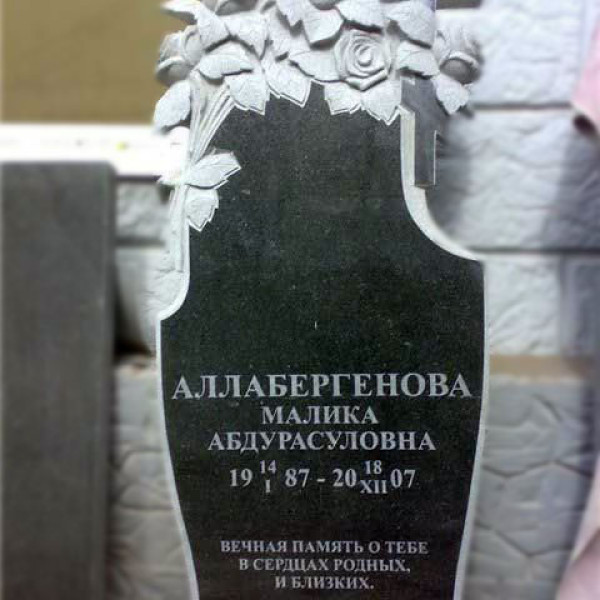 АЛЛАБЕРГЕНОВА
МАЛИКА
АБДУРАСУЛОВНА
19 14/I 87 - 20 18/XII 07
ВЕЧНАЯ ПАМЯТЬ О ТЕБЕ
В СЕРДЦАХ РОДНЫХ,
И БЛИЗКИХ.